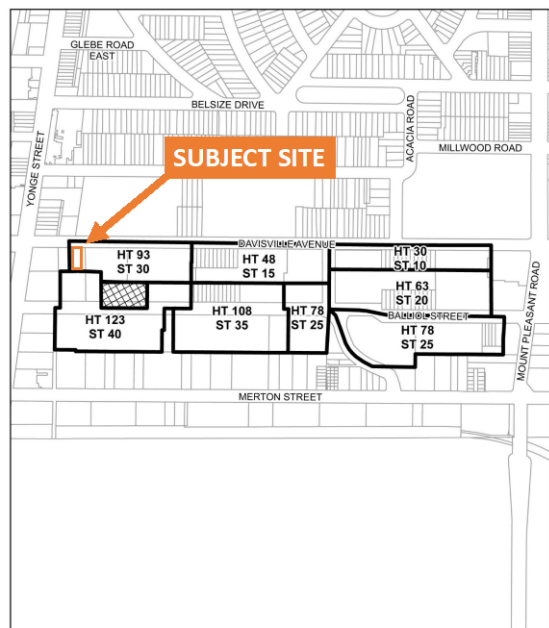 GLEBE ROAD
EAST
BELSIZE DRIVE
YONGE STREET
ACACIA ROAD
MILLWOOD ROAD
SUBJECT SITE
DAVISVILLE AVENUE
HT 93
ST 30
HT 48
ST 15
HT 30
ST 10
HT 63
ST 20
HT 123
ST 40
HT 108
ST 35
HT 78
ST 25
BALLIOL STREET
HT 78
ST 25
MOUNT PLEASANT ROAD
MERTON STREET